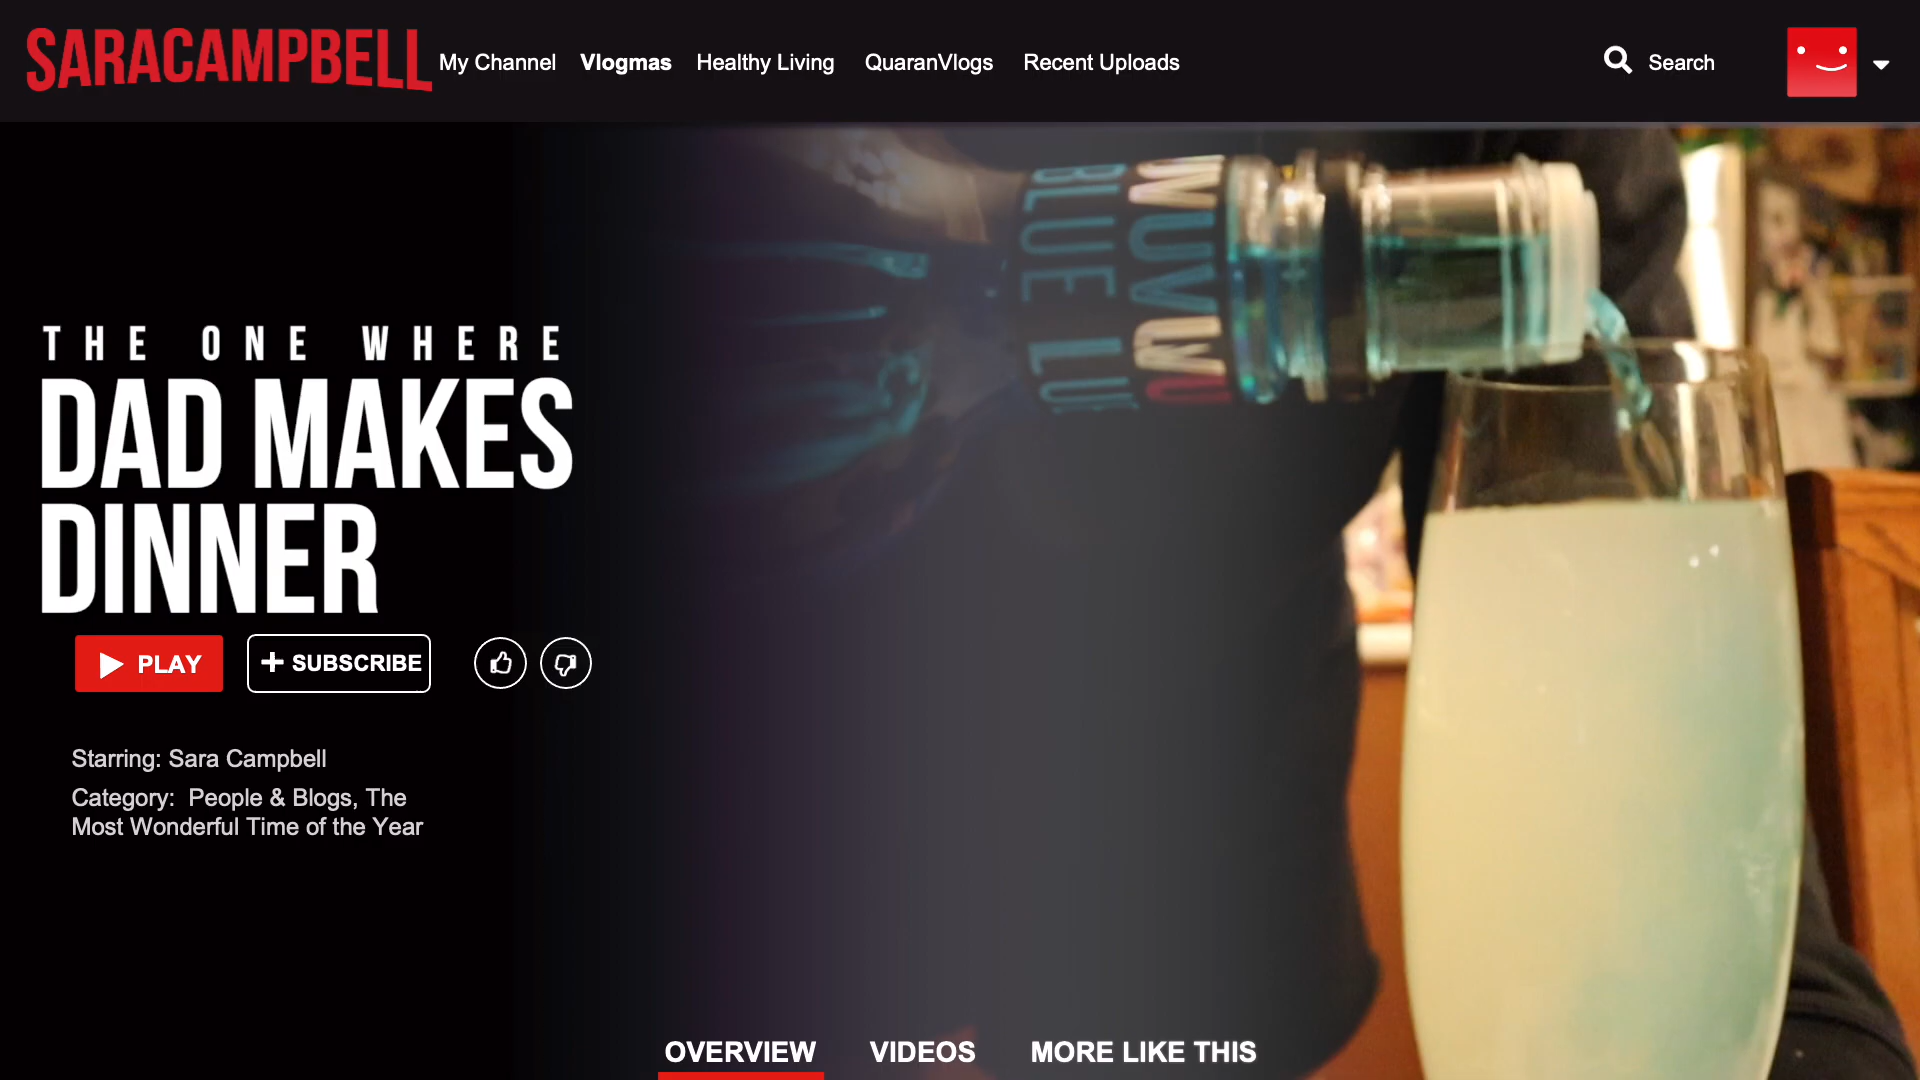 SARACAMPBELL
My Channel Vlogmas Healthy Living QuaranVlogs Recent Uploads
Search
THE ONE WHERE
DAD MAKES
DINNER
PLAY
SUBSCRIBE
Starring: Sara Campbell
Category: People & Blogs, The
Most Wonderful Time of the Year
BLUE
OVERVIEW VIDEOS MORE LIKE THIS